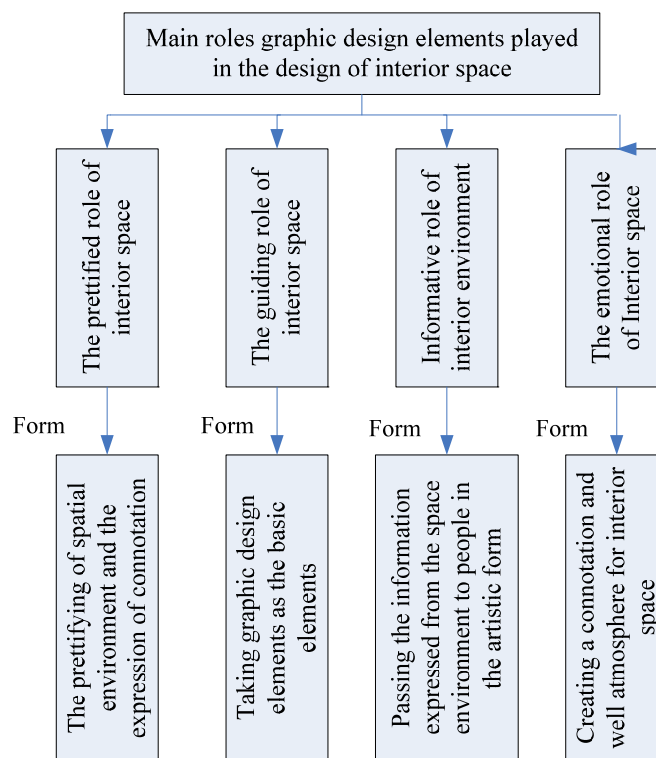 Main roles graphic design elements played
in the design of interior space
The prettified role of
interior space
The guiding role of
interior space
Informative role of
interior environment
The emotional role
of Interior space
Form
Form
Form
Form
The prettifying of spatial
environment and the
expression of connotation
Taking graphic design
elements as the basic
elements
Passing the information
expressed from the space
environment to people in
the artistic form
Creating a connotation and
well atmosphere for interior
space